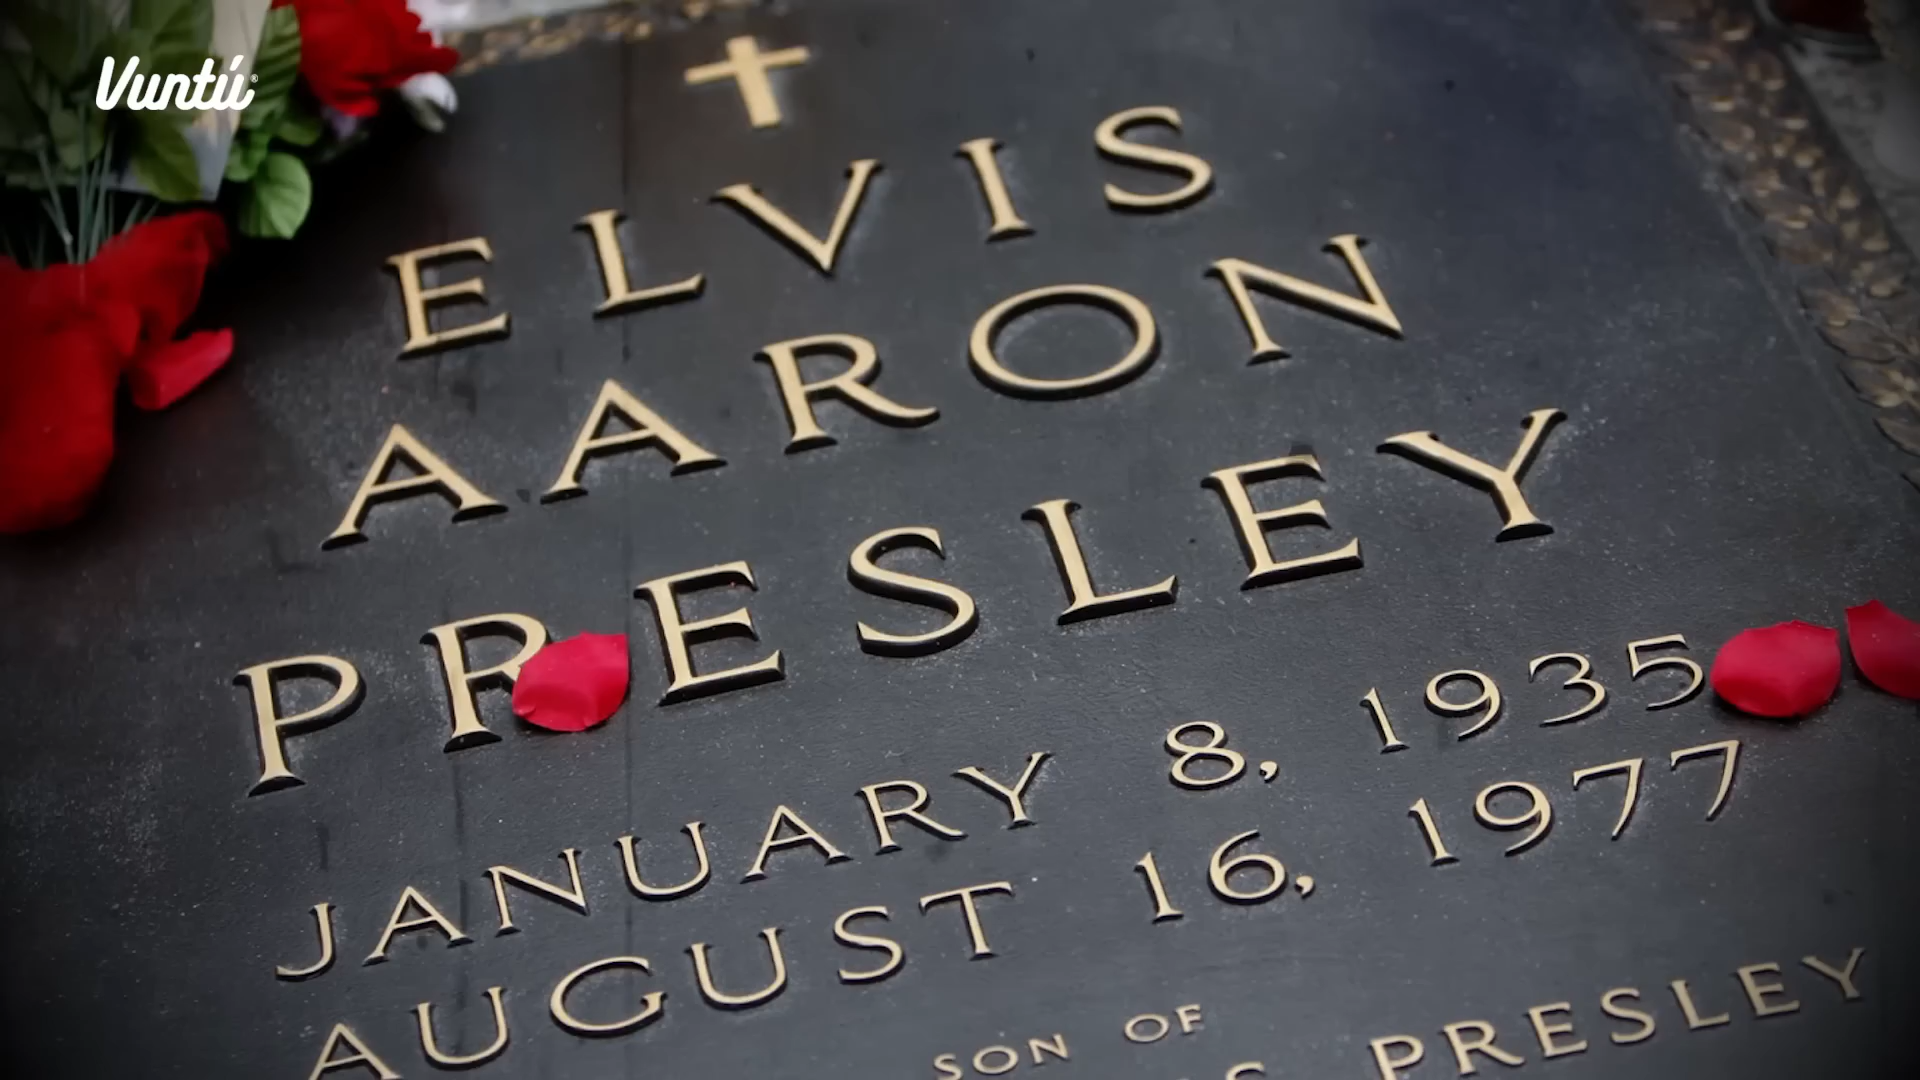 Vuntú
ELVIS
AARON
PRESLEY
JANUARY 8, 1935
AUGUST 16, 1977
SON OF
PRESLEY